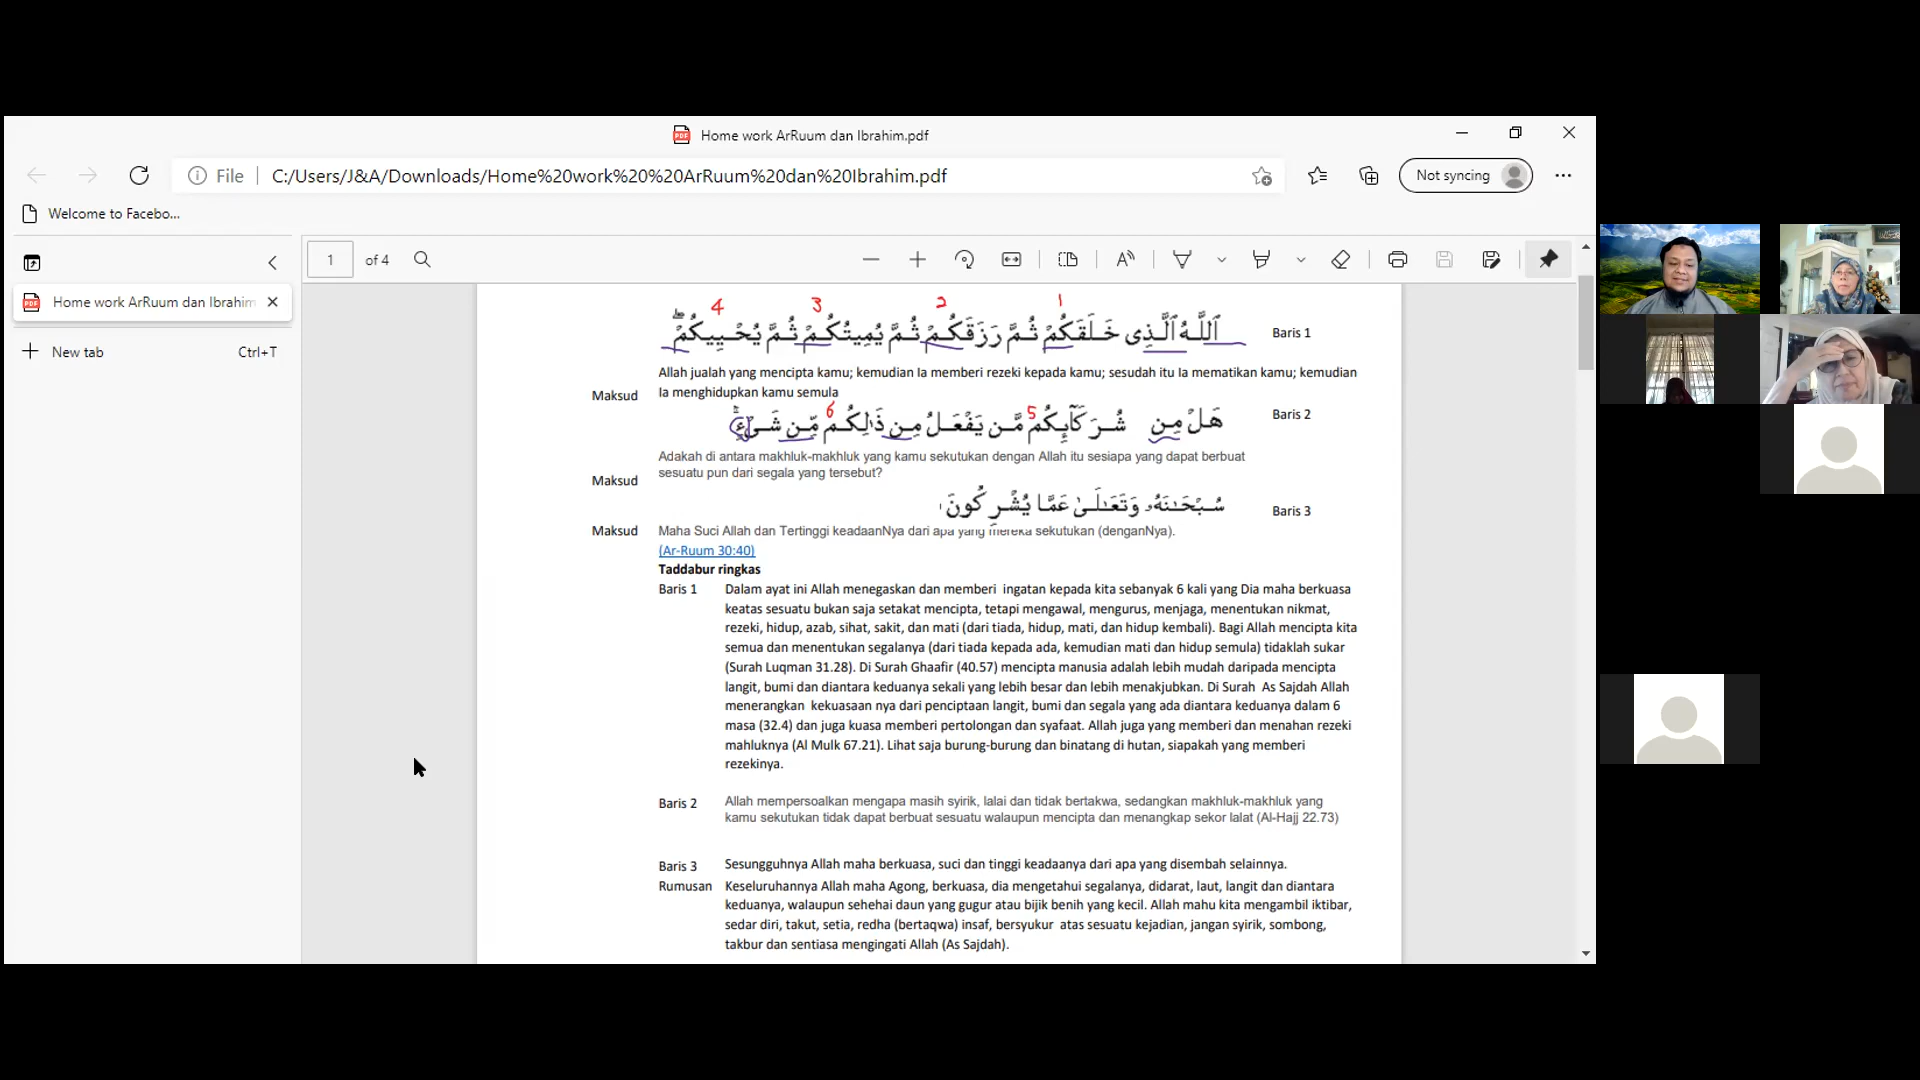 Home work ArRuum dan Ibrahim.pdf
File
C:/Users/J&A/Downloads/Home%20work%20%20ArRuum%20dan%20Ibrahim.pdf
Not syncing
Welcome to Facebo...
1 of 4
Home work ArRuum dan Ibrahim
New tab Ctrl+T
4 3 2 1
ٱللَّهُ ٱلَّذِى خَلَقَكُمْ ثُمَّ رَزَقَكُمْ ثُمَّ يُمِيتُكُمْ ثُمَّ يُحْيِيكُمْ ۖ
Baris 1
Maksud
Allah jualah yang mencipta kamu; kemudian Ia memberi rezeki kepada kamu; sesudah itu Ia mematikan kamu; kemudian
Ia menghidupkan kamu semula
6 5
هَلْ مِن شُرَكَآئِكُم مَّن يَفْعَلُ مِن ذَٰلِكُم مِّن شَىْءٍ ۚ
Baris 2
Maksud
Adakah di antara makhluk-makhluk yang kamu sekutukan dengan Allah itu sesiapa yang dapat berbuat
sesuatu pun dari segala yang tersebut?
سُبْحَـٰنَهُۥ وَتَعَـٰلَىٰ عَمَّا يُشْرِكُونَ
Baris 3
Maksud
Maha Suci Allah dan Tertinggi keadaanNya dari apa yang mereka sekutukan (denganNya).
(Ar-Ruum 30:40)
Taddabur ringkas
Baris 1
Dalam ayat ini Allah menegaskan dan memberi ingatan kepada kita sebanyak 6 kali yang Dia maha berkuasa
keatas sesuatu bukan saja setakat mencipta, tetapi mengawal, mengurus, menjaga, menentukan nikmat,
rezeki, hidup, azab, sihat, sakit, dan mati (dari tiada, hidup, mati, dan hidup kembali). Bagi Allah mencipta kita
semua dan menentukan segalanya (dari tiada kepada ada, kemudian mati dan hidup semula) tidaklah sukar
(Surah Luqman 31.28). Di Surah Ghaafir (40.57) mencipta manusia adalah lebih mudah daripada mencipta
langit, bumi dan diantara keduanya sekali yang lebih besar dan lebih menakjubkan. Di Surah As Sajdah Allah
menerangkan kekuasaan nya dari penciptaan langit, bumi dan segala yang ada diantara keduanya dalam 6
masa (32.4) dan juga kuasa memberi pertolongan dan syafaat. Allah juga yang memberi dan menahan rezeki
mahluknya (Al Mulk 67.21). Lihat saja burung-burung dan binatang di hutan, siapakah yang memberi
rezekinya.
Baris 2
Allah mempersoalkan mengapa masih syirik, lalai dan tidak bertakwa, sedangkan makhluk-makhluk yang
kamu sekutukan tidak dapat berbuat sesuatu walaupun mencipta dan menangkap sekor lalat (Al-Hajj 22.73)
Baris 3
Sesungguhnya Allah maha berkuasa, suci dan tinggi keadaanya dari apa yang disembah selainnya.
Rumusan
Keseluruhannya Allah maha Agong, berkuasa, dia mengetahui segalanya, didarat, laut, langit dan diantara
keduanya, walaupun sehehai daun yang gugur atau bijik benih yang kecil. Allah mahu kita mengambil iktibar,
sedar diri, takut, setia, redha (bertaqwa) insaf, bersyukur atas sesuatu kejadian, jangan syirik, sombong,
takbur dan sentiasa mengingati Allah (As Sajdah).